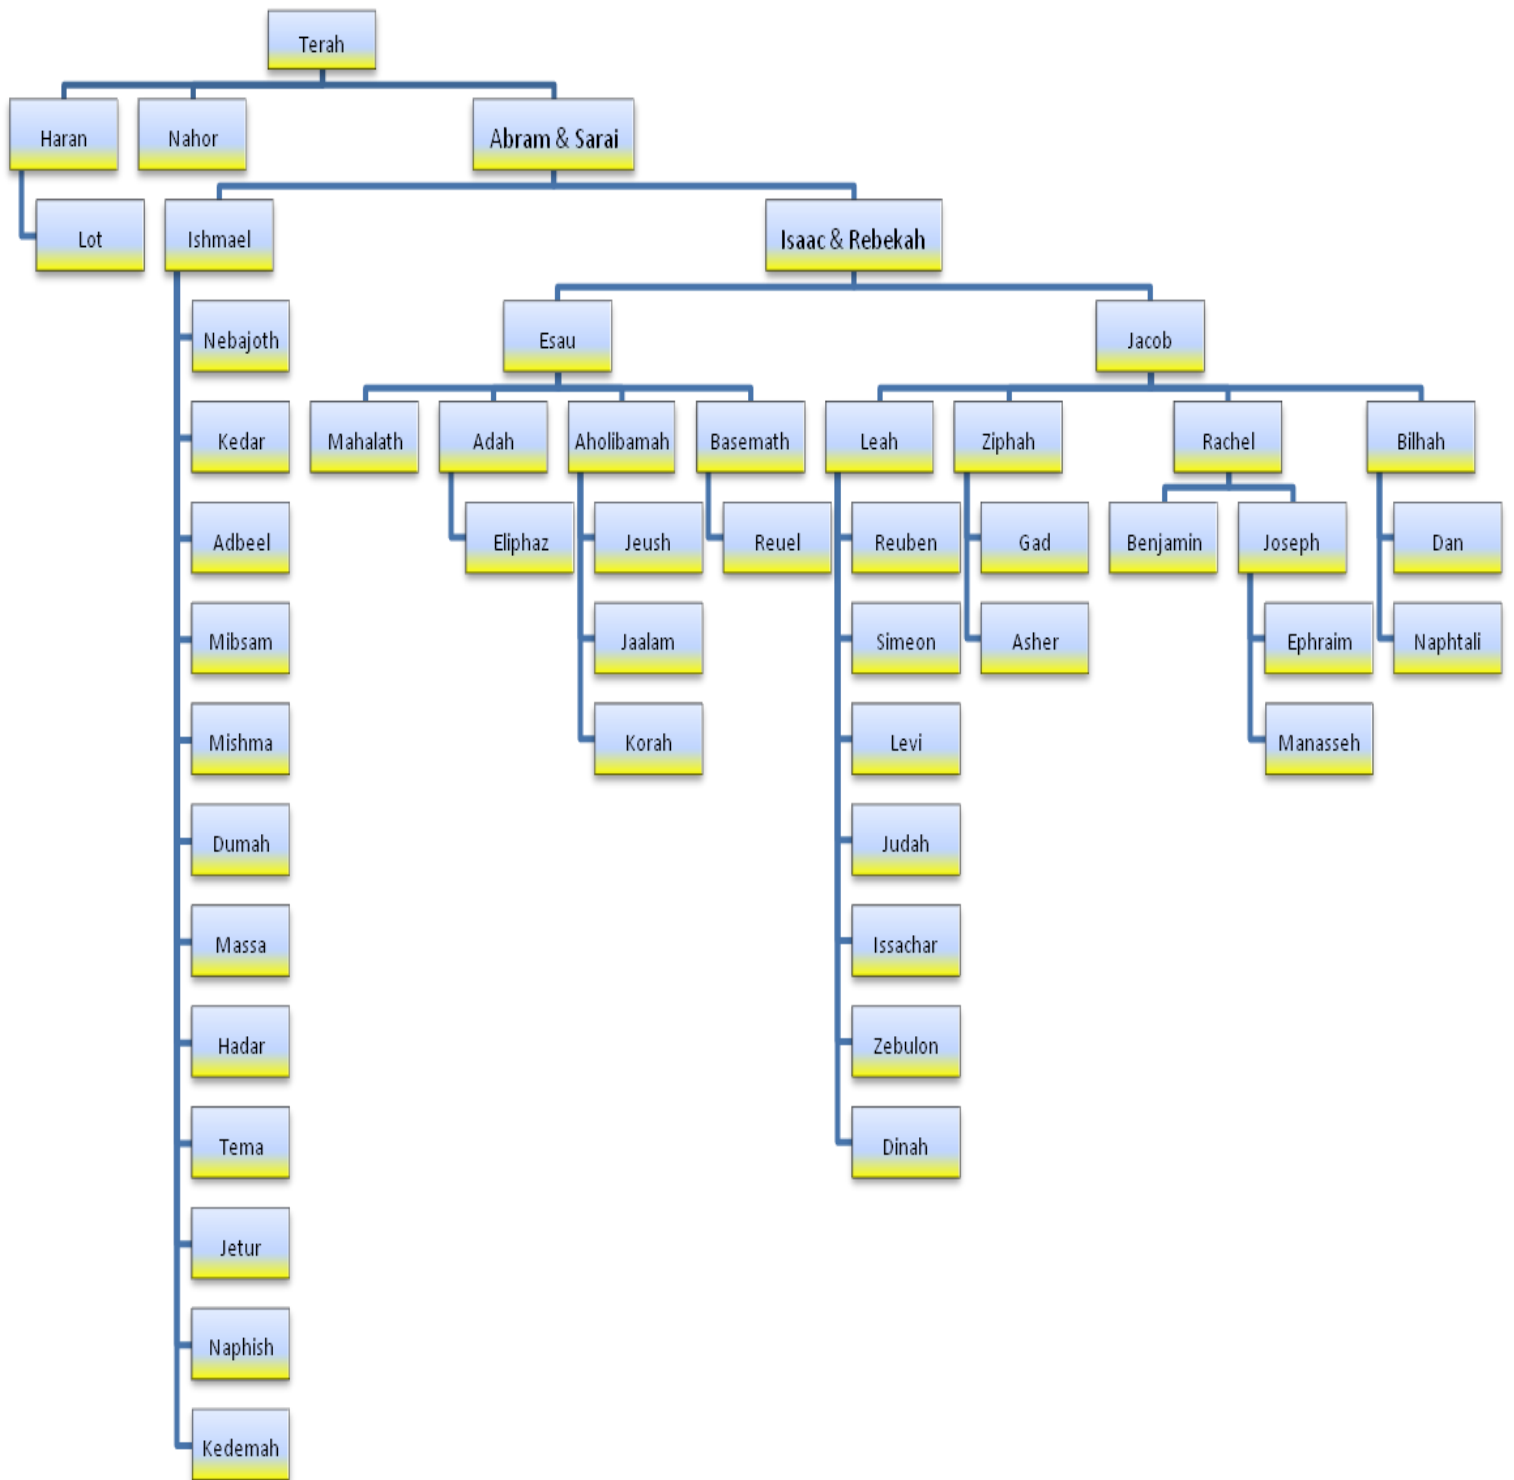 Terah
Haran
Nahor
Abram & Sarai
Lot
Ishmael
Isaac & Rebekah
Nebajoth
Esau
Jacob
Kedar
Mahalath
Adah
Aholibamah
Basemath
Leah
Ziphah
Rachel
Bilhah
Adbeel
Eliphaz
Jeush
Reuel
Reuben
Gad
Benjamin
Joseph
Dan
Mibsam
Jaalam
Simeon
Asher
Ephraim
Naphtali
Mishma
Korah
Levi
Manasseh
Dumah
Judah
Massa
Issachar
Hadar
Zebulon
Tema
Dinah
Jetur
Naphish
Kedemah